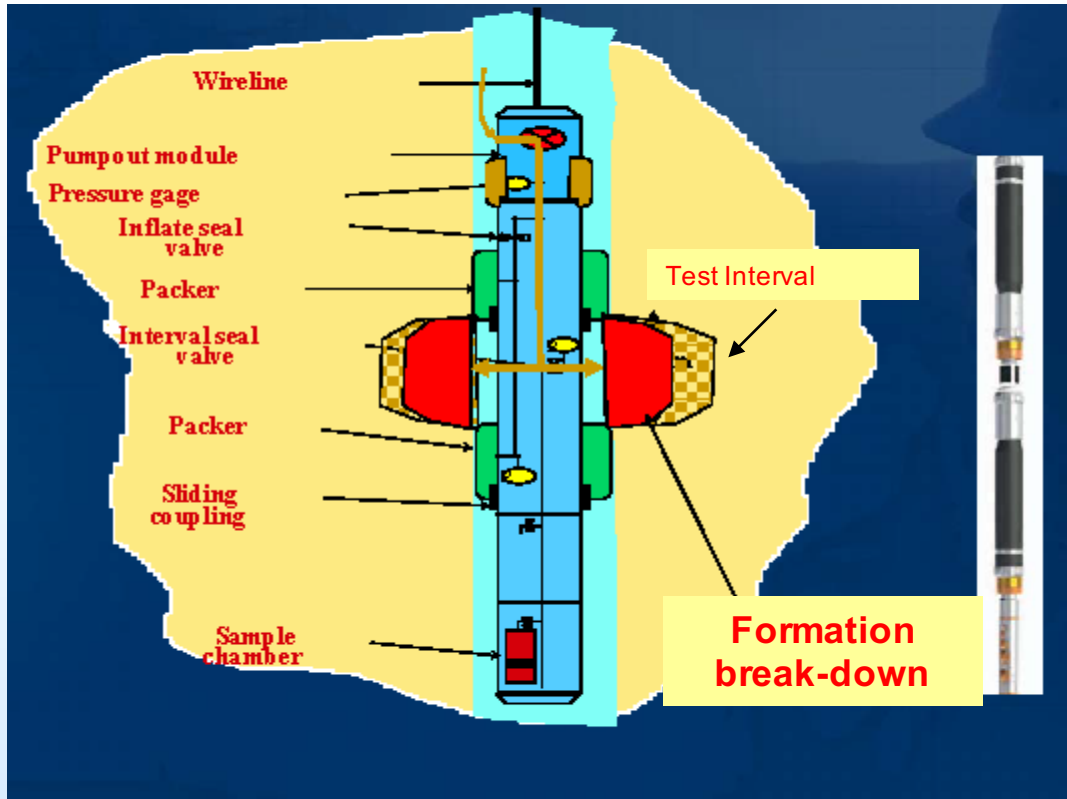 Wireline
Pumpout module
Pressure gage
Inflate seal
valve
Test Interval
Packer
Interval seal
valve
Packer
Sliding
coupling
Formation
break-down
Sample
chamber